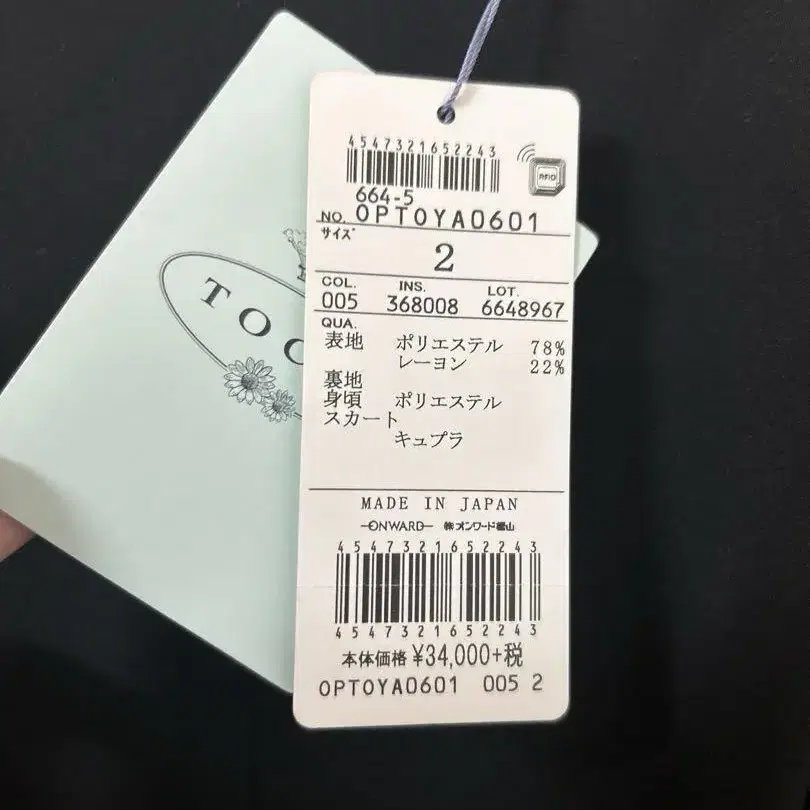 TOC
4547321652243
RFID
664-5
NO. OPTOYA0601
サイズ
2
COL. INS. LOT.
005 368008 6648967
QUA.
表地 ポリエステル 78%
レーヨン 22%
裏地
身頃 ポリエステル
スカート
キュプラ
MADE IN JAPAN
ONWARD ㈱オンワード樫山
4547321652243
4547321652243
本体価格 ¥34,000+税
OPTOYA0601 005 2